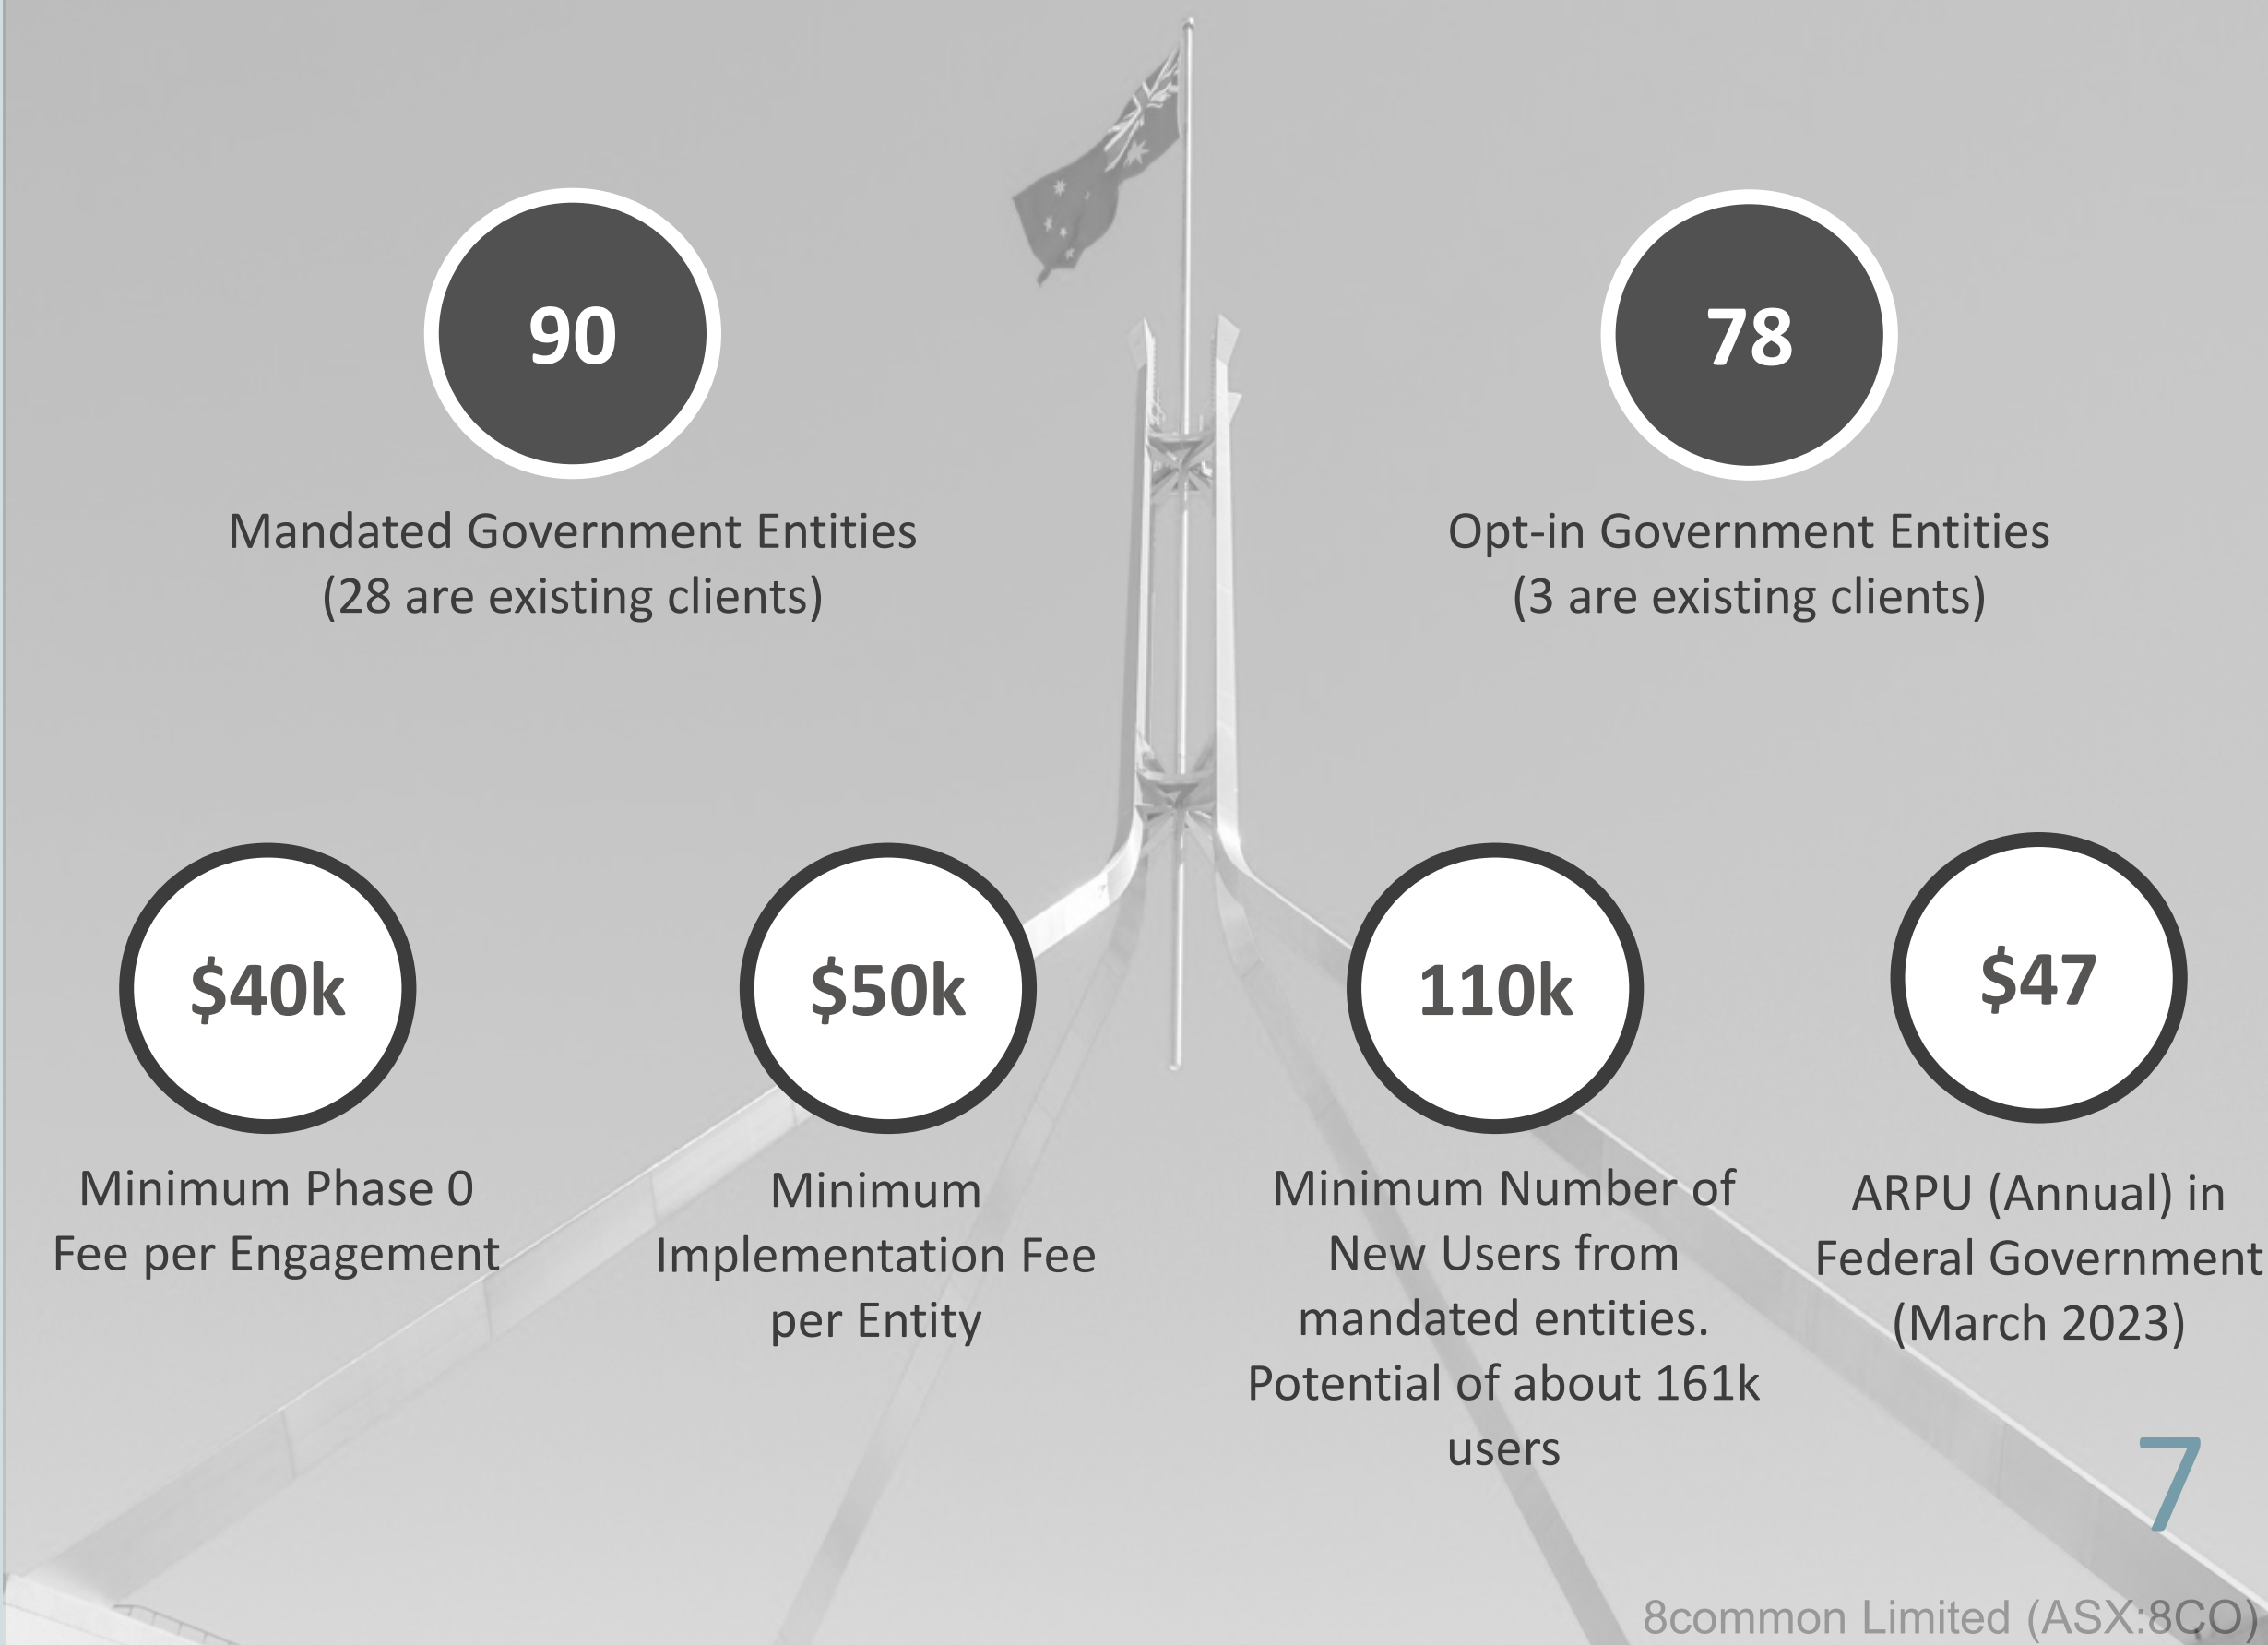 90
Mandated Government Entities
(28 are existing clients)
78
Opt-in Government Entities
(3 are existing clients)
$40k
Minimum Phase 0
Fee per Engagement
$50k
Minimum
Implementation Fee
per Entity
110k
Minimum Number of
New Users from
mandated entities.
Potential of about 161k
users
$47
ARPU (Annual) in
Federal Government
(March 2023)
7
8common Limited (ASX:8CO)